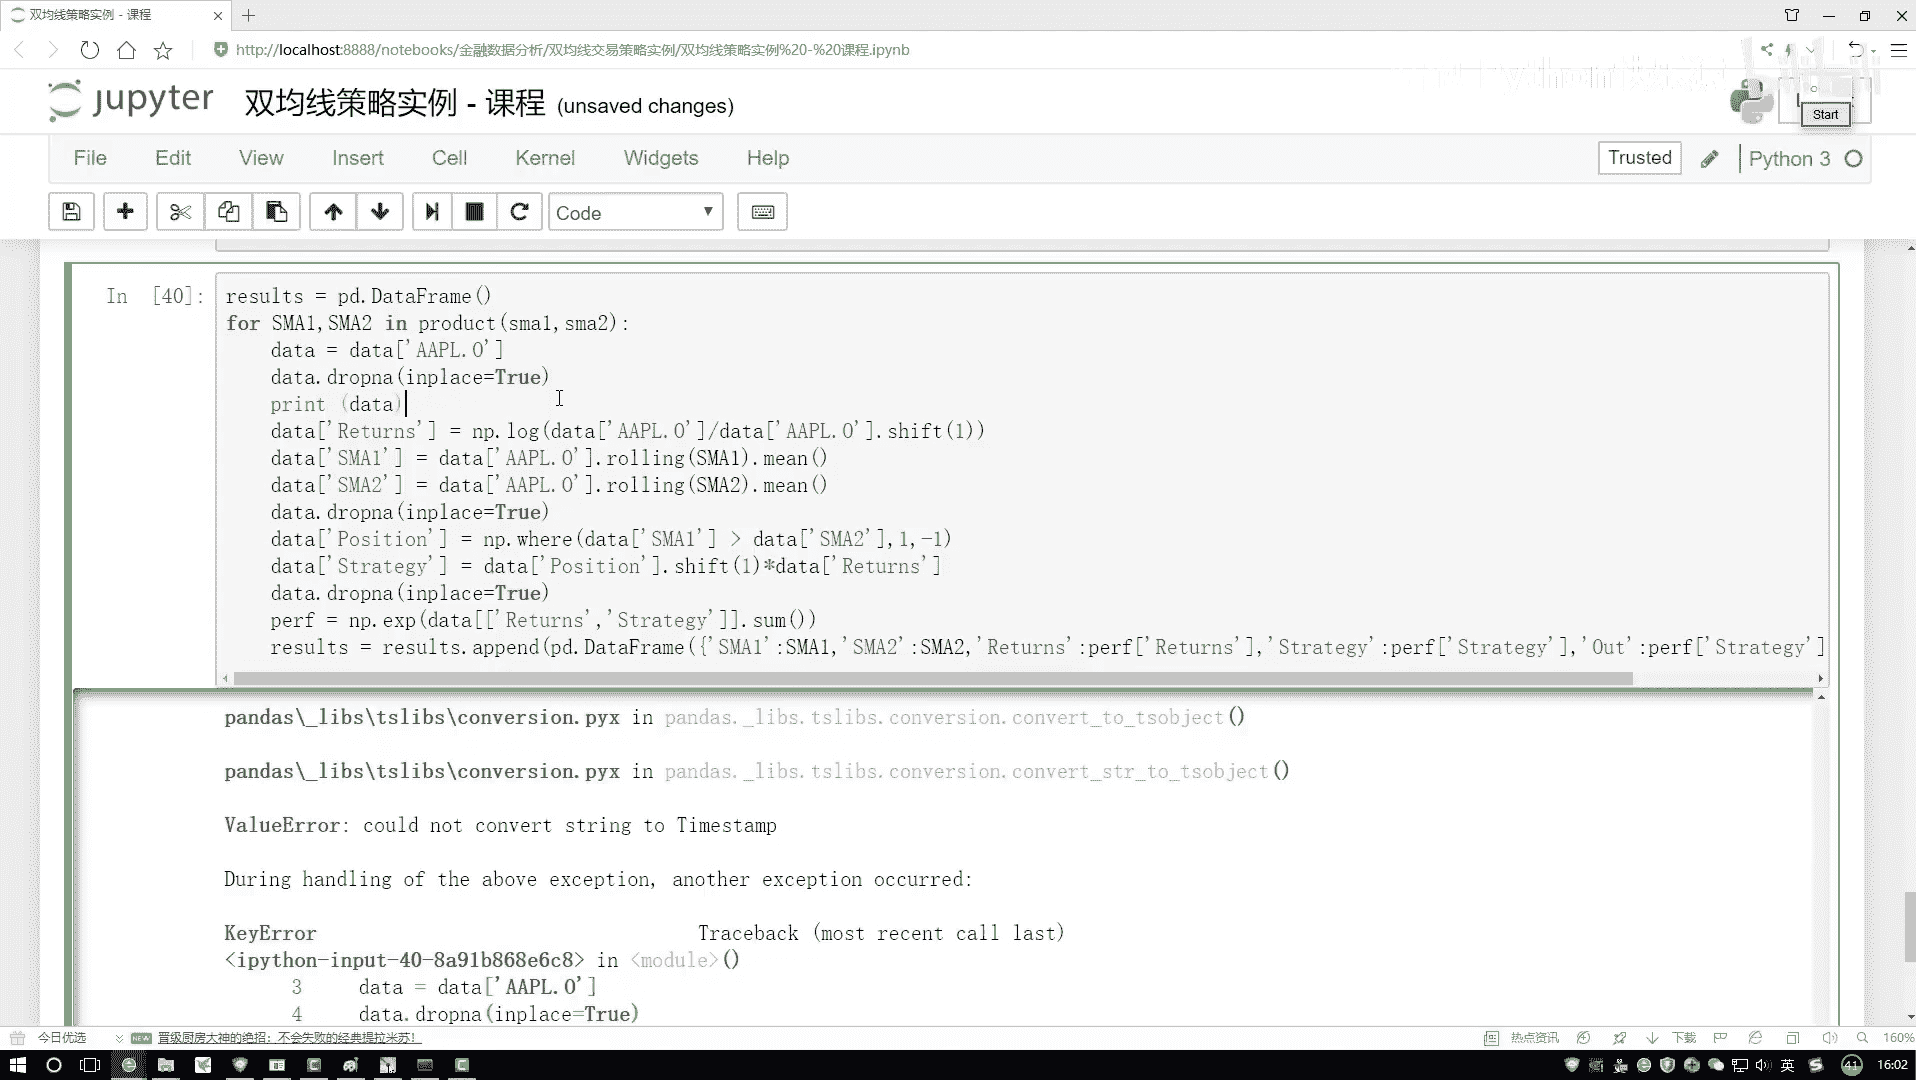 双均线策略实例 - 课程
http://localhost:8888/notebooks/金融数据分析/双均线交易策略实例/双均线策略实例%20-%20课程.ipynb
jupyter 双均线策略实例 - 课程 (unsaved changes)
Start
File Edit View Insert Cell Kernel Widgets Help
Trusted Python 3
Code
In [40]:
results = pd.DataFrame()
for SMA1,SMA2 in product(sma1,sma2):
    data = data['AAPL.O']
    data.dropna(inplace=True)
    print (data)
    data['Returns'] = np.log(data['AAPL.O']/data['AAPL.O'].shift(1))
    data['SMA1'] = data['AAPL.O'].rolling(SMA1).mean()
    data['SMA2'] = data['AAPL.O'].rolling(SMA2).mean()
    data.dropna(inplace=True)
    data['Position'] = np.where(data['SMA1'] > data['SMA2'],1,-1)
    data['Strategy'] = data['Position'].shift(1)*data['Returns']
    data.dropna(inplace=True)
    perf = np.exp(data[['Returns','Strategy']].sum())
    results = results.append(pd.DataFrame({'SMA1':SMA1,'SMA2':SMA2,'Returns':perf['Returns'],'Strategy':perf['Strategy'],'Out':perf['Strategy']
pandas\_libs\tslibs\conversion.pyx in pandas._libs.tslibs.conversion.convert_to_tsobject()
pandas\_libs\tslibs\conversion.pyx in pandas._libs.tslibs.conversion.convert_str_to_tsobject()
ValueError: could not convert string to Timestamp
During handling of the above exception, another exception occurred:
KeyError Traceback (most recent call last)
<ipython-input-40-8a91b868e6c8> in <module>()
3 data = data['AAPL.O']
4 data.dropna(inplace=True)
今日优选 NEW 晋级厨房大神的绝招：不会失败的经典提拉米苏！ 热点资讯 下载 160%
英 41 16:02